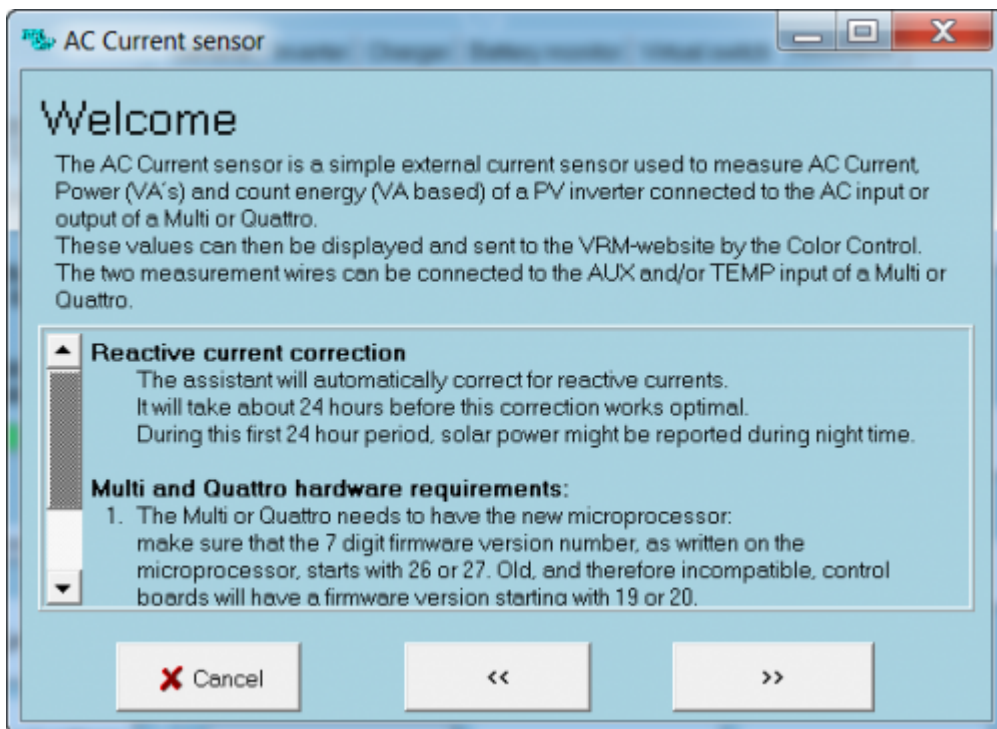 AC Current sensor
Welcome
The AC Current sensor is a simple external current sensor used to measure AC Current,
Power (VA's) and count energy (VA based) of a PV inverter connected to the AC input or
output of a Multi or Quattro.
These values can then be displayed and sent to the VRM-website by the Color Control.
The two measurement wires can be connected to the AUX and/or TEMP input of a Multi or
Quattro.
Reactive current correction
The assistant will automatically correct for reactive currents.
It will take about 24 hours before this correction works optimal.
During this first 24 hour period, solar power might be reported during night time.
Multi and Quattro hardware requirements:
1. The Multi or Quattro needs to have the new microprocessor:
make sure that the 7 digit firmware version number, as written on the
microprocessor, starts with 26 or 27. Old, and therefore incompatible, control
boards will have a firmware version starting with 19 or 20.
Cancel
<<
>>